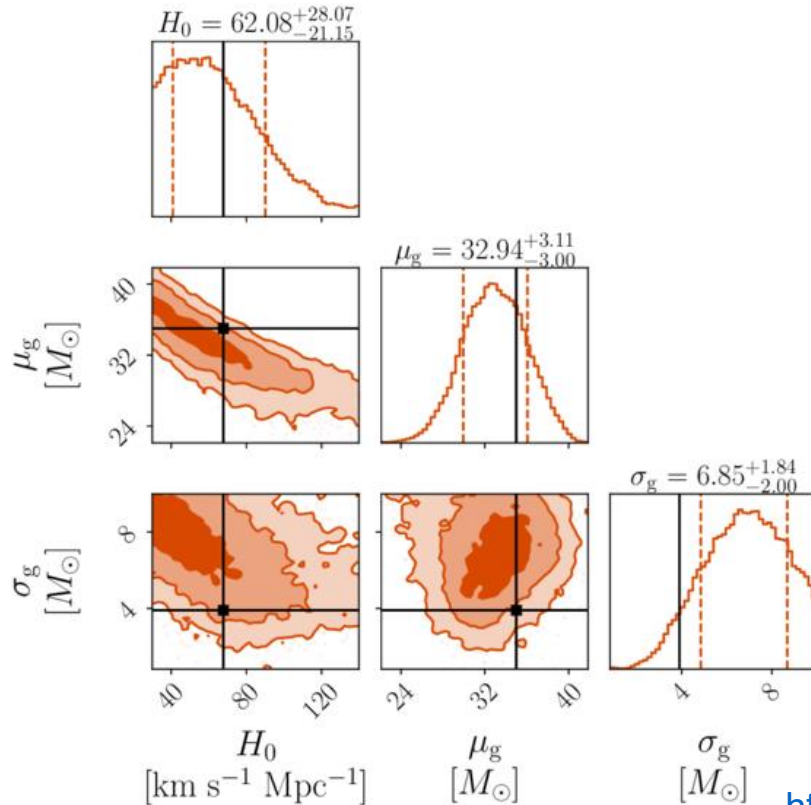 H₀ = 62.08⁺²⁸·⁰⁷₋₂₁.₁₅
μg = 32.94⁺³·¹¹₋₃.₀₀
40
32
24
μg
[M⊙]
σg = 6.85⁺¹·⁸⁴₋₂.₀₀
8
4
σg
[M⊙]
40
120
24
32
40
4
8
H₀
μg
σg
[km s⁻¹ Mpc⁻¹]
[M⊙]
[M⊙]